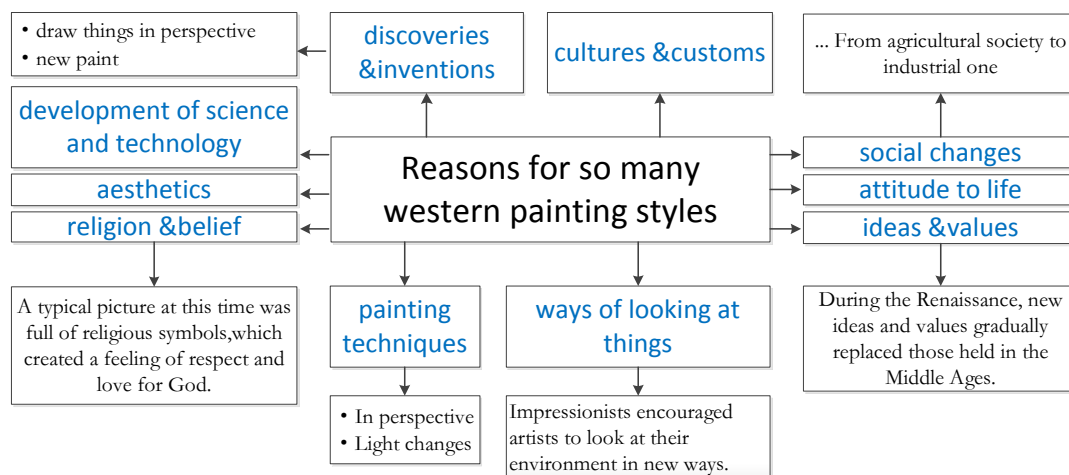 • draw things in perspective
• new paint
discoveries
&inventions
cultures &customs
... From agricultural society to
industrial one
development of science
and technology
aesthetics
religion &belief
Reasons for so many
western painting styles
social changes
attitude to life
ideas &values
A typical picture at this time was
full of religious symbols,which
created a feeling of respect and
love for God.
painting
techniques
ways of looking at
things
During the Renaissance, new
ideas and values gradually
replaced those held in the
Middle Ages.
• In perspective
• Light changes
Impressionists encouraged
artists to look at their
environment in new ways.